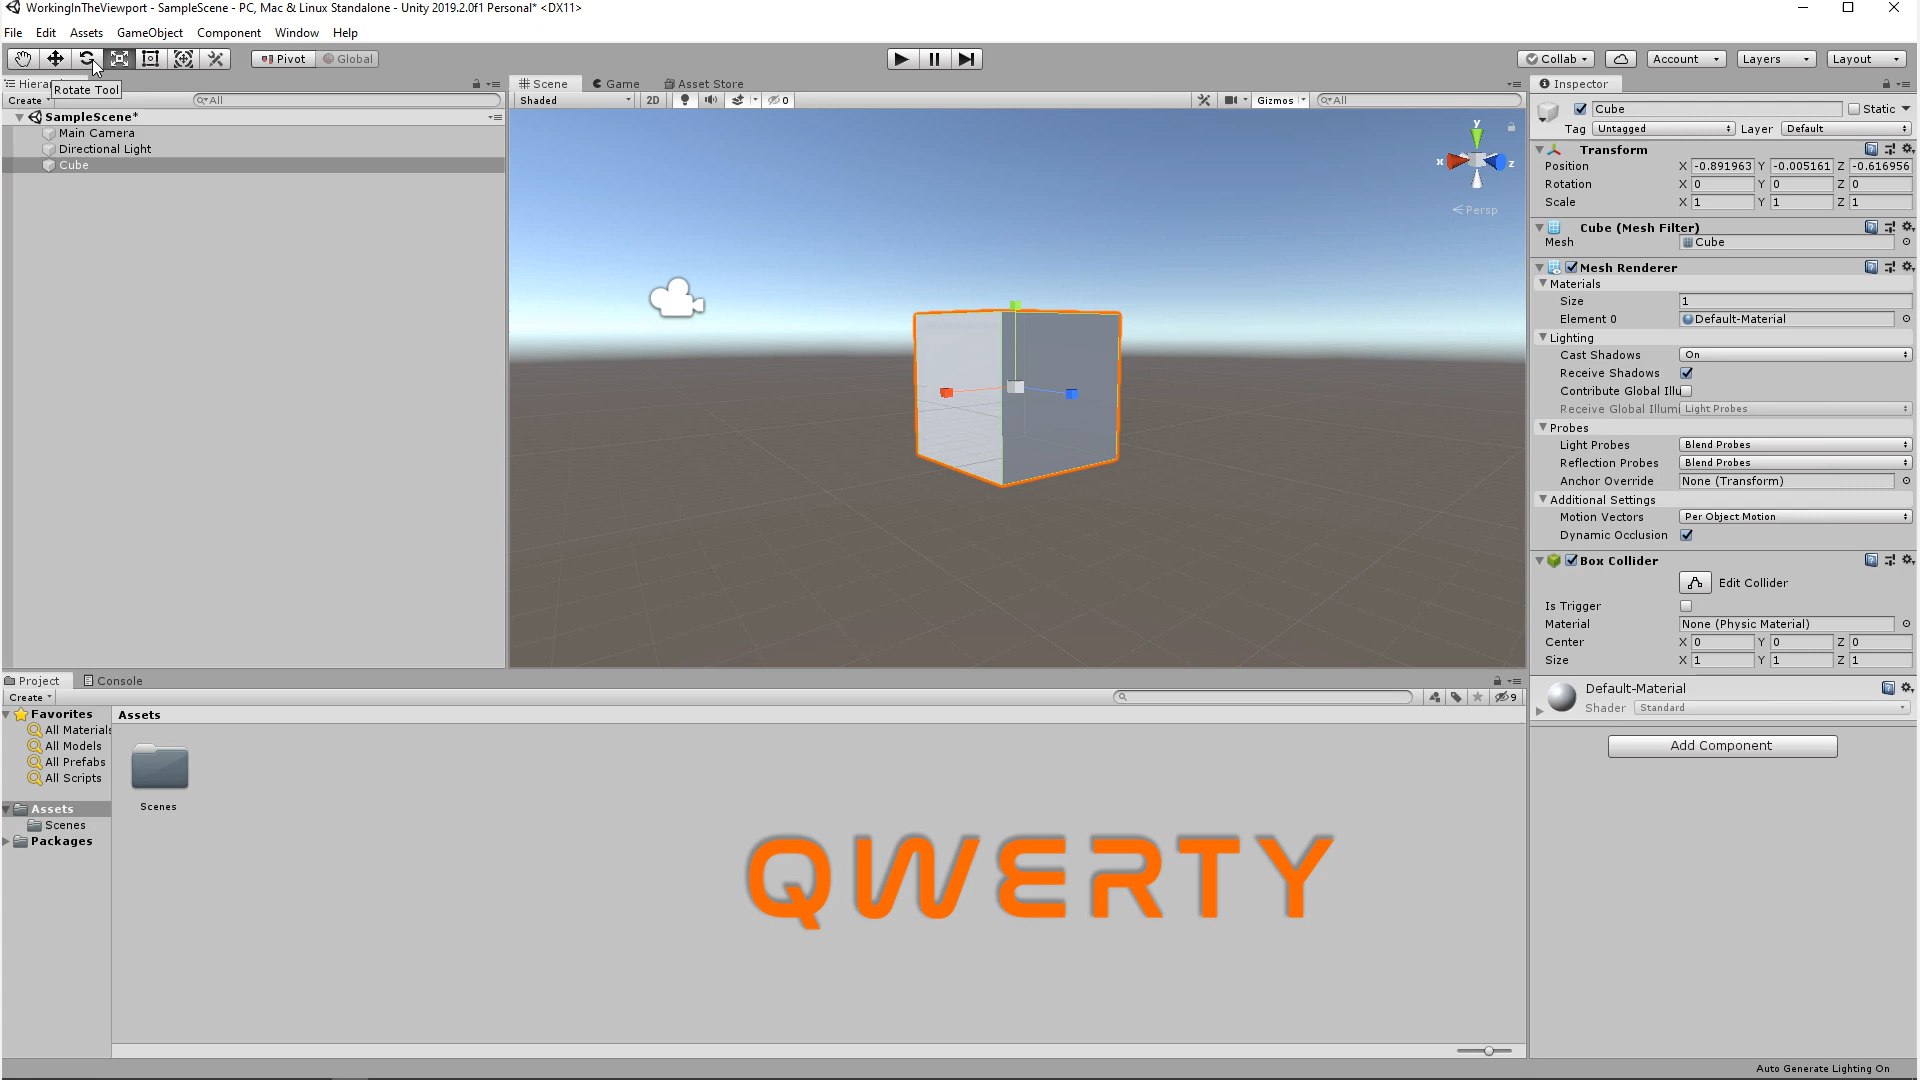 WorkingInTheViewport - SampleScene - PC, Mac & Linux Standalone - Unity 2019.2.0f1 Personal* <DX11>
File Edit Assets GameObject Component Window Help
Pivot Global
Collab Account Layers Layout
Rotate Tool
Create All
SampleScene*
Main Camera
Directional Light
Cube
Scene Game Asset Store
Shaded 2D 0 Gizmos All
y
x z
Persp
Inspector
Cube Static
Tag Untagged Layer Default
Transform
Position X -0.891963 Y -0.005161 Z -0.616956
Rotation X 0 Y 0 Z 0
Scale X 1 Y 1 Z 1
Cube (Mesh Filter)
Mesh Cube
Mesh Renderer
Materials
Size 1
Element 0 Default-Material
Lighting
Cast Shadows On
Receive Shadows
Contribute Global Illu
Receive Global Illumi Light Probes
Probes
Light Probes Blend Probes
Reflection Probes Blend Probes
Anchor Override None (Transform)
Additional Settings
Motion Vectors Per Object Motion
Dynamic Occlusion
Box Collider
Edit Collider
Is Trigger
Material None (Physic Material)
Center X 0 Y 0 Z 0
Size X 1 Y 1 Z 1
Default-Material
Shader Standard
Add Component
Project Console
Create 9
Favorites
All Materials
All Models
All Prefabs
All Scripts
Assets
Scenes
Packages
Assets
Scenes
QWERTY
Auto Generate Lighting On